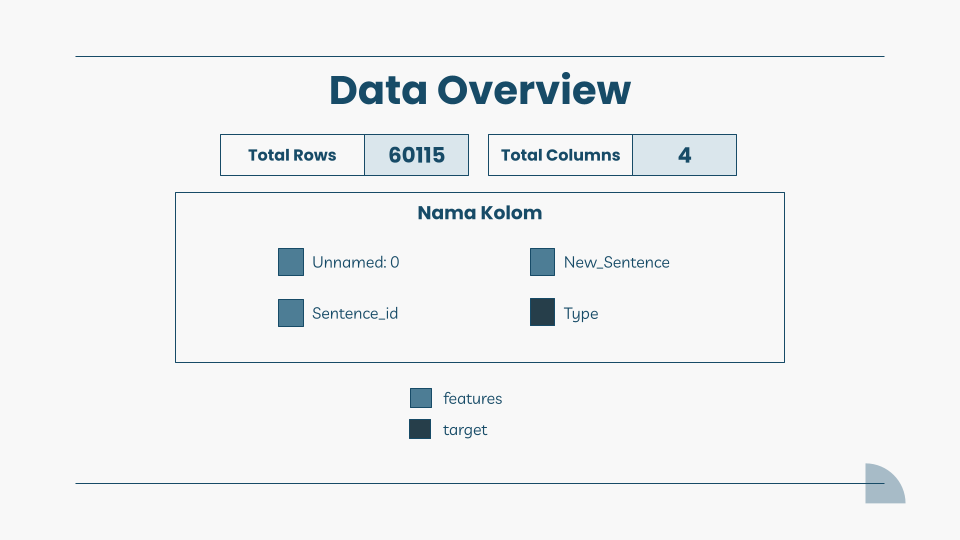 Data Overview
Total Rows 60115 Total Columns 4
Nama Kolom
Unnamed: 0 New_Sentence
Sentence_id Type
features
target